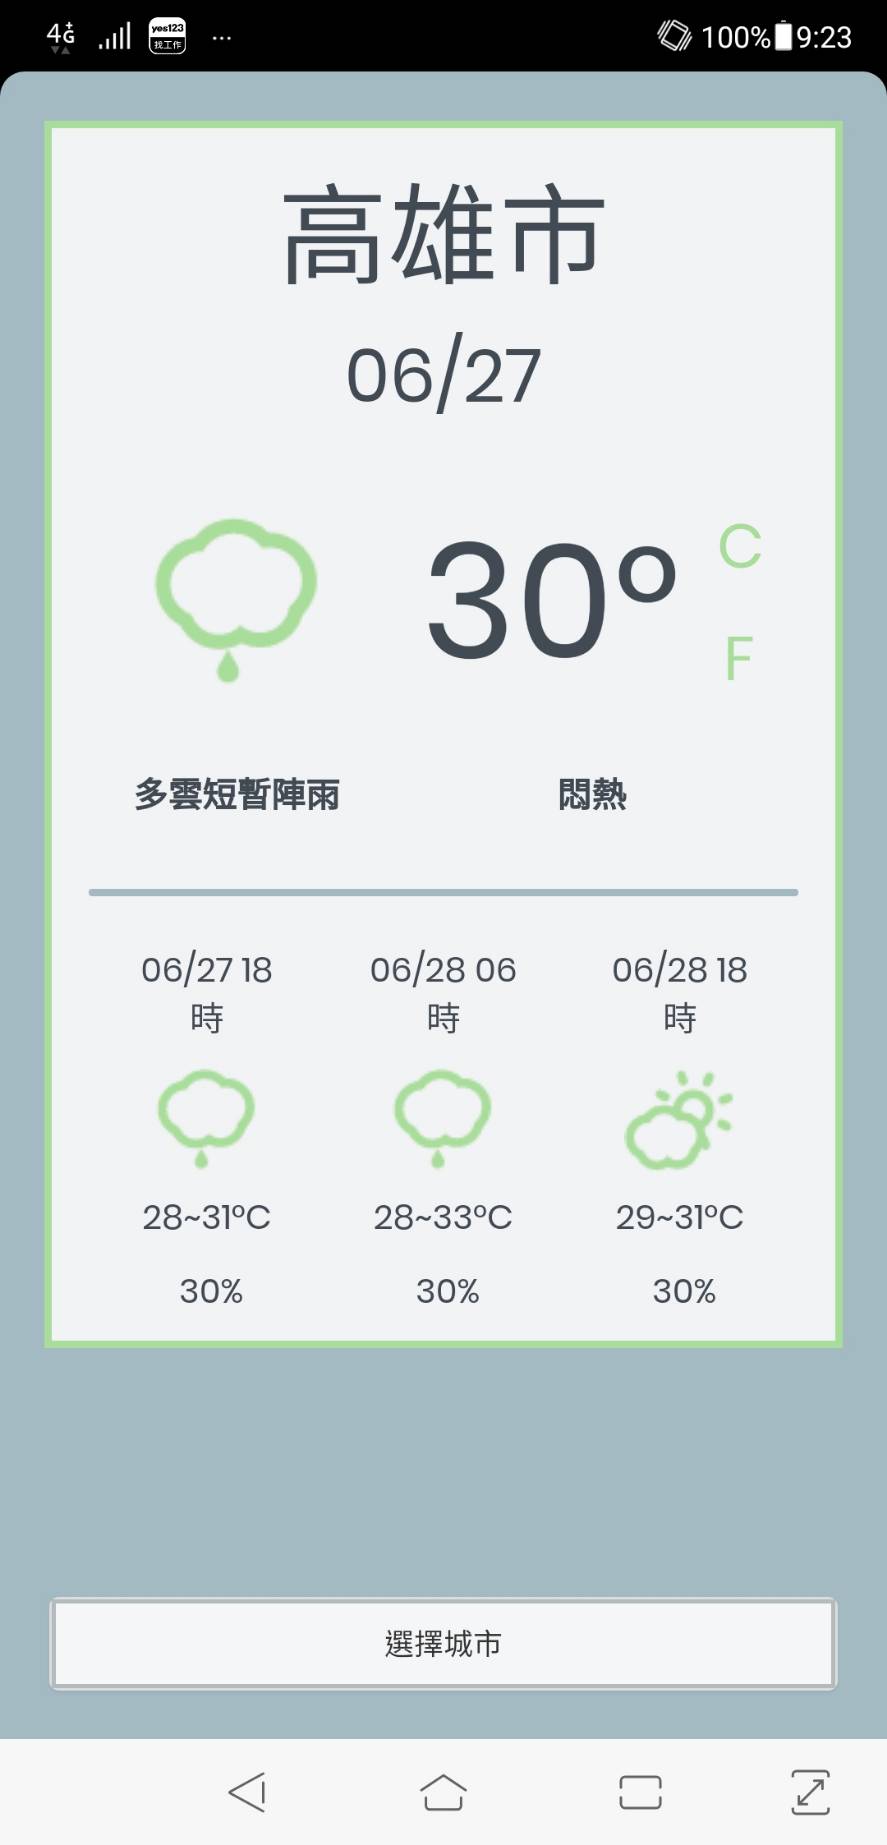 4G+ yes123 找工作 ... 100% 9:23
高雄市
06/27
30° C
F
多雲短暫陣雨 悶熱
06/27 18 06/28 06 06/28 18
時 時 時
28~31°C 28~33°C 29~31°C
30% 30% 30%
選擇城市